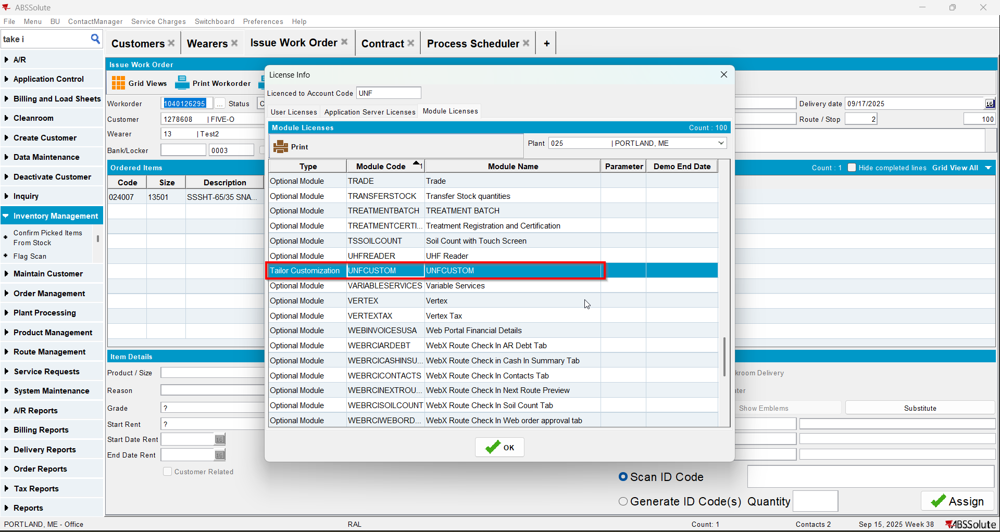 ABSSolute
File Menu BU ContactManager Service Charges Switchboard Preferences Help
take i
Customers Wearers Issue Work Order Contract Process Scheduler +
A/R
Application Control
Billing and Load Sheets
Cleanroom
Create Customer
Data Maintenance
Deactivate Customer
Inquiry
Inventory Management
Confirm Picked Items
From Stock
Flag Scan
Maintain Customer
Order Management
Plant Processing
Product Management
Route Management
Service Requests
System Maintenance
A/R Reports
Billing Reports
Delivery Reports
Order Reports
Tax Reports
Reports
Issue Work Order
Grid Views Print Workorder
Workorder 1040126295 ... Status C
Customer 1278608 | FIVE-O
Wearer 13 | Test2
Bank/Locker 0003
Delivery date 09/17/2025 16
Route / Stop 2 100
Ordered Items
Count : 1 Hide completed lines Grid View All
Code Size Description
024007 13501 SSSHT-65/35 SNA...
Item Details
Product / Size
Reason
Grade ?
Start Rent ?
Start Date Rent 16
End Date Rent 16
Customer Related
License Info
Licenced to Account Code UNF
User Licenses Application Server Licenses Module Licenses
Module Licenses Count : 100
Print
Plant 025 | PORTLAND, ME
Type Module Code 1 Module Name Parameter Demo End Date
Optional Module TRADE Trade
Optional Module TRANSFERSTOCK Transfer Stock quantities
Optional Module TREATMENTBATCH TREATMENT BATCH
Optional Module TREATMENTCERTI... Treatment Registration and Certification
Optional Module TSSOILCOUNT Soil Count with Touch Screen
Optional Module UHFREADER UHF Reader
Tailor Customization UNFCUSTOM UNFCUSTOM
Optional Module VARIABLESERVICES Variable Services
Optional Module VERTEX Vertex
Optional Module VERTEXTAX Vertex Tax
Optional Module WEBINVOICESUSA Web Portal Financial Details
Optional Module WEBRCIARDEBT WebX Route Check In AR Debt Tab
Optional Module WEBRCICASHINSU... WebX Route Check in Cash In Summary Tab
Optional Module WEBRCICONTACTS WebX Route Check In Contacts Tab
Optional Module WEBRCINEXTROU... WebX Route Check In Next Route Preview
Optional Module WEBRCISOILCOUNT WebX Route Check In Soil Count Tab
Optional Module WEBRCIWEBORD... WebX Route Check In Web order approval tab
OK
kroom Delivery
ater
Show Emblems Substitute
Scan ID Code
Generate ID Code(s) Quantity
Assign
PORTLAND, ME - Office RAL Count: 1 Contacts 2 Sep 15, 2025 Week 38 ABSSolute